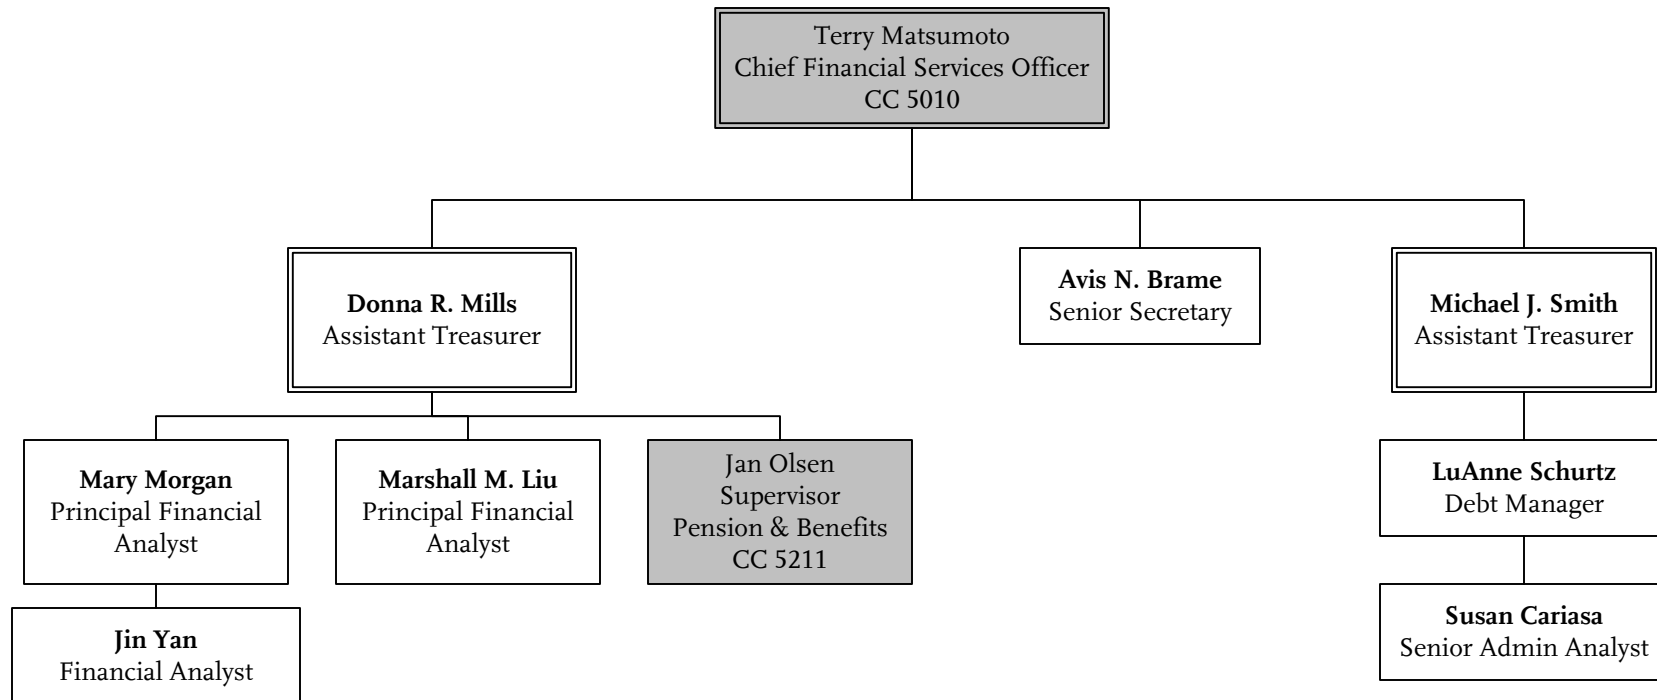 Terry Matsumoto
Chief Financial Services Officer
CC 5010
Donna R. Mills
Assistant Treasurer
Avis N. Brame
Senior Secretary
Michael J. Smith
Assistant Treasurer
Mary Morgan
Principal Financial
Analyst
Marshall M. Liu
Principal Financial
Analyst
Jan Olsen
Supervisor
Pension & Benefits
CC 5211
LuAnne Schurtz
Debt Manager
Jin Yan
Financial Analyst
Susan Cariasa
Senior Admin Analyst